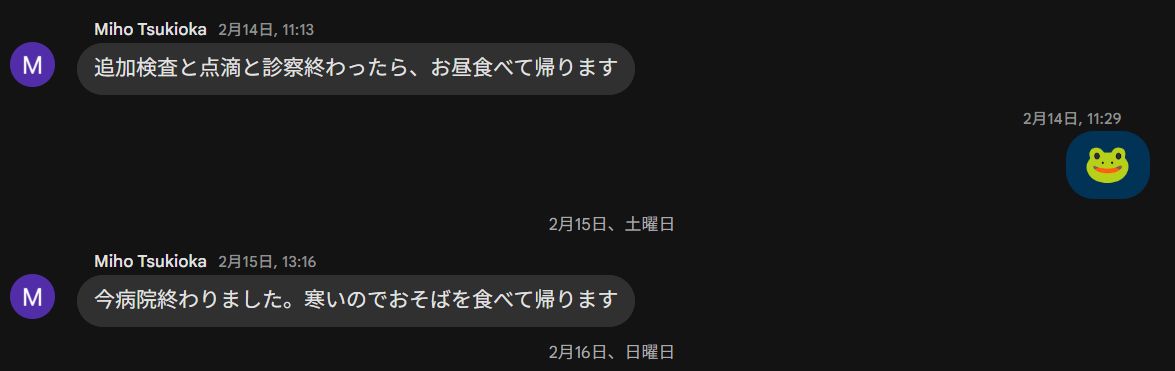 Miho Tsukioka 2月14日, 11:13
M
追加検査と点滴と診察終わったら、お昼食べて帰ります
2月14日, 11:29
🐸
2月15日、土曜日
Miho Tsukioka 2月15日, 13:16
M
今病院終わりました。寒いのでおそばを食べて帰ります
2月16日、日曜日